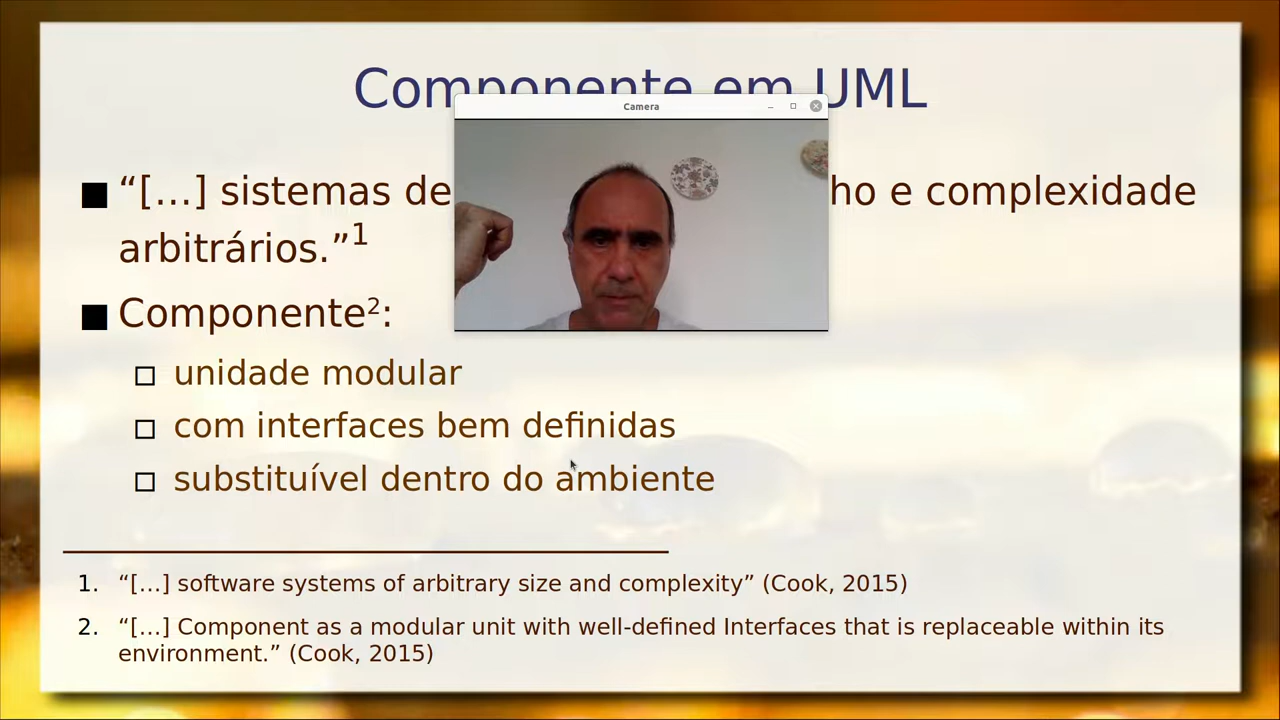 Componente em UML
Camera
“[...] sistemas de ho e complexidade
arbitrários.”1
Componente2:
unidade modular
com interfaces bem definidas
substituível dentro do ambiente
1. “[...] software systems of arbitrary size and complexity” (Cook, 2015)
2. “[...] Component as a modular unit with well-defined Interfaces that is replaceable within its
environment.” (Cook, 2015)